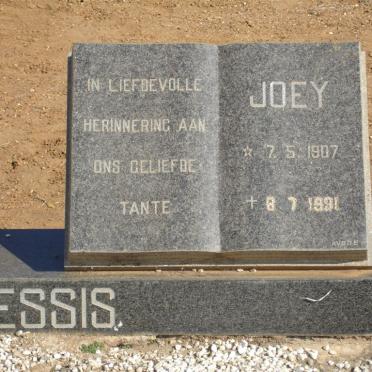 IN LIEFDEVOLLE
HERINNERING AAN
ONS GELIEFDE
TANTE
JOEY
☆ 7. 5. 1907
+ 8 7 1991
ESSIS